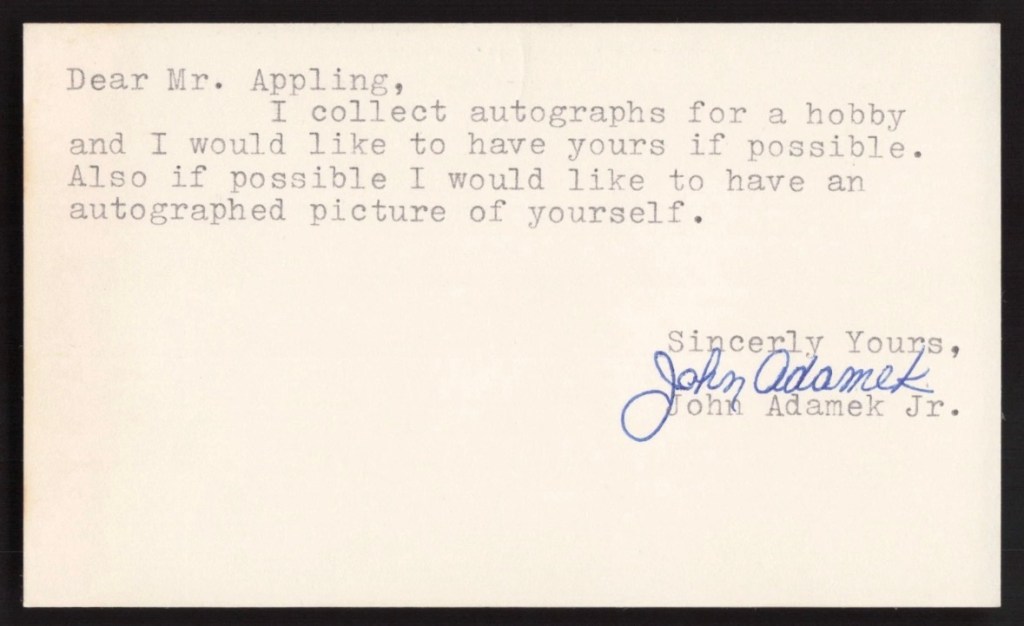 Dear Mr. Appling,
I collect autographs for a hobby
and I would like to have yours if possible.
Also if possible I would like to have an
autographed picture of yourself.
Sincerly Yours,
John Adamek
John Adamek Jr.